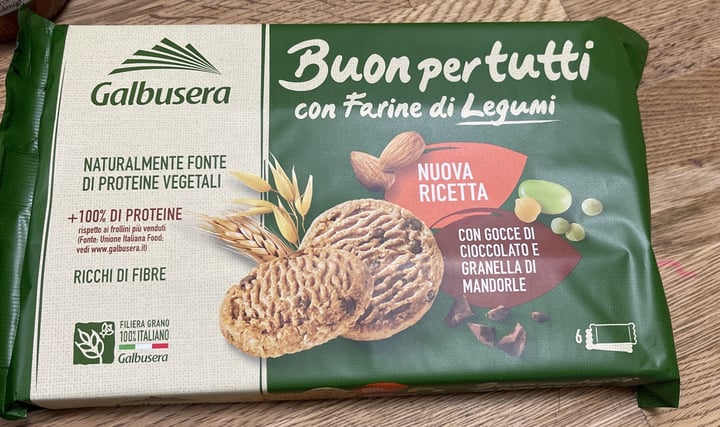 Galbusera
Buon per tutti
con Farine di Legumi
NATURALMENTE FONTE
DI PROTEINE VEGETALI
+100% DI PROTEINE
rispetto ai frollini più venduti
(Fonte: Unione Italiana Food;
vedi www.galbusera.it)
RICCHI DI FIBRE
FILIERA GRANO
100% ITALIANO
Galbusera
NUOVA
RICETTA
CON GOCCE DI
CIOCCOLATO E
GRANELLA DI
MANDORLE
6